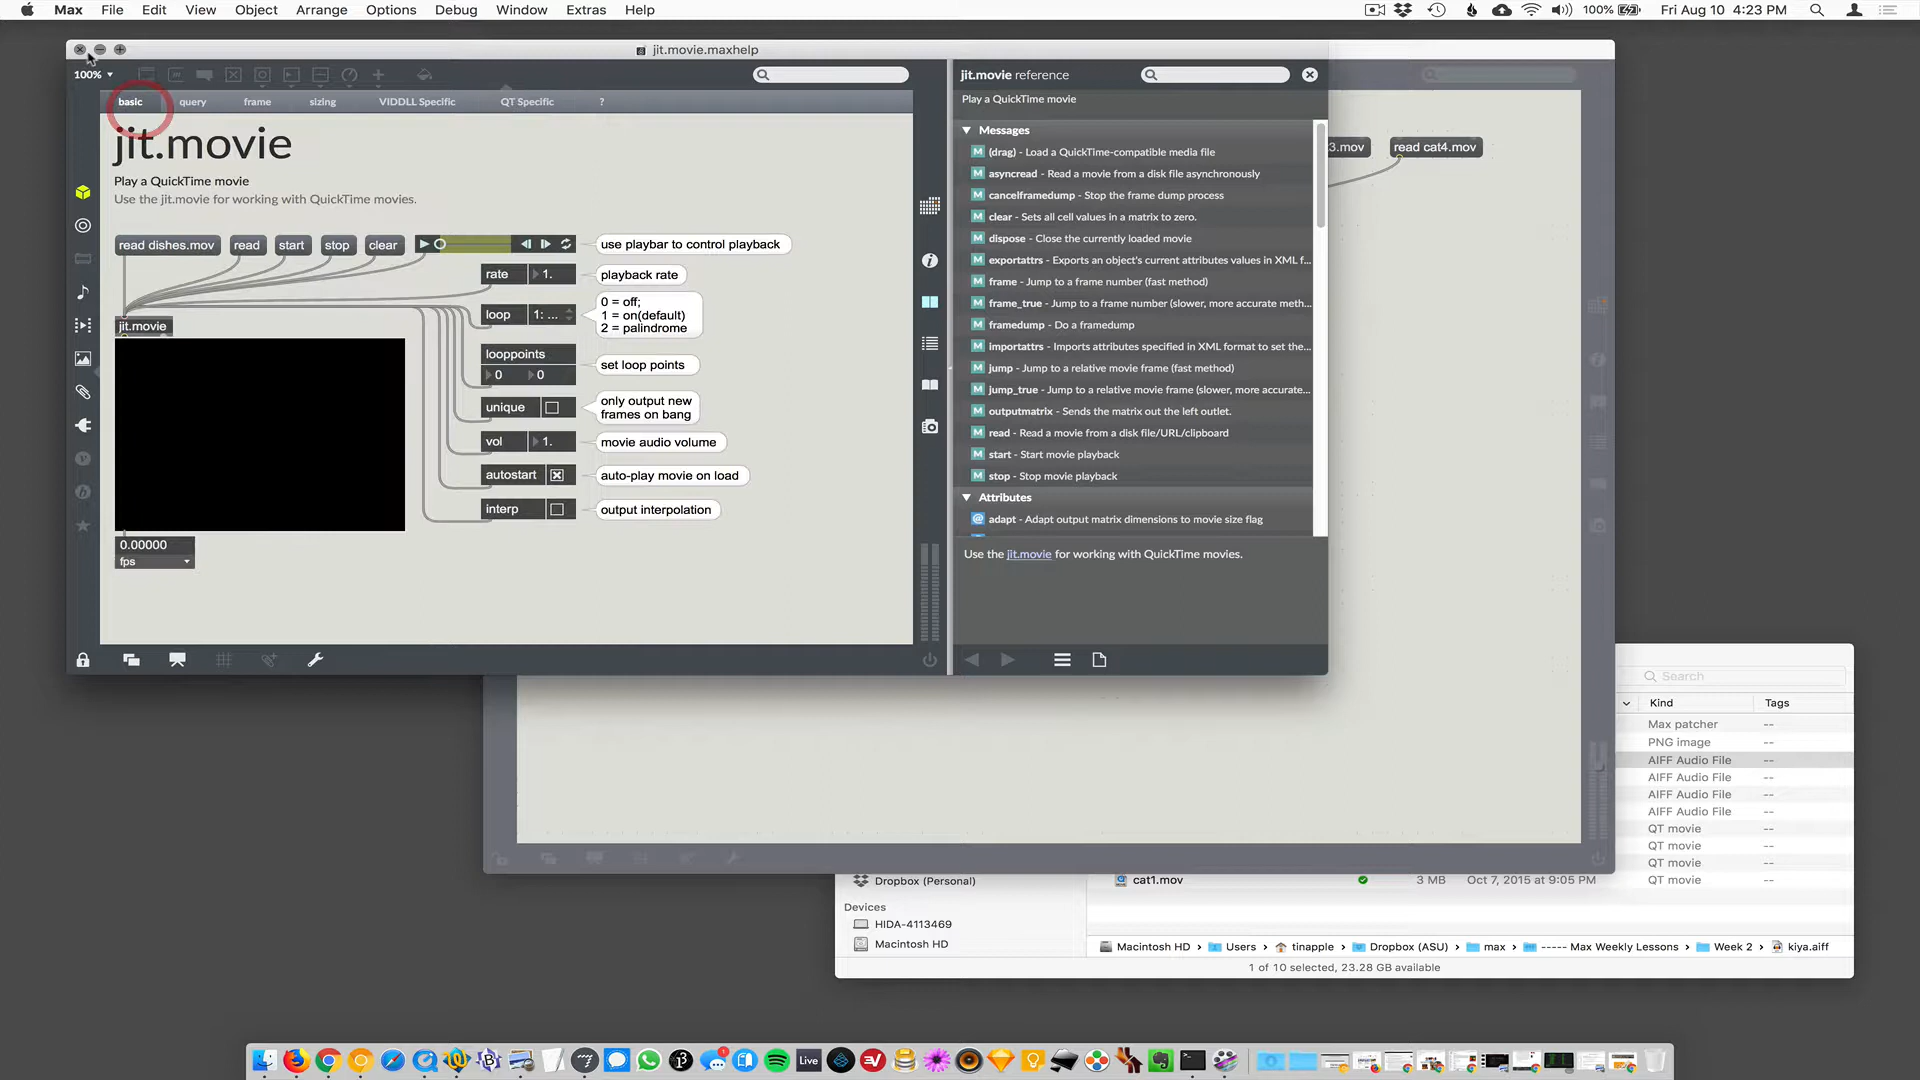 Max File Edit View Object Arrange Options Debug Window Extras Help 100% Fri Aug 10 4:23 PM
jit.movie.maxhelp
100%
basic query frame sizing VIDDLL Specific QT Specific ?
jit.movie
Play a QuickTime movie
Use the jit.movie for working with QuickTime movies.
read dishes.mov read start stop clear use playbar to control playback
rate 1. playback rate
loop 1: ... 0 = off;
1 = on(default)
2 = palindrome
looppoints
0 0 set loop points
unique only output new
frames on bang
vol 1. movie audio volume
autostart auto-play movie on load
interp output interpolation
jit.movie
0.00000
fps
jit.movie reference
Play a QuickTime movie
Messages
M (drag) - Load a QuickTime-compatible media file
M asyncread - Read a movie from a disk file asynchronously
M cancelframedump - Stop the frame dump process
M clear - Sets all cell values in a matrix to zero.
M dispose - Close the currently loaded movie
M exportattrs - Exports an object's current attributes values in XML f...
M frame - Jump to a frame number (fast method)
M frame_true - Jump to a frame number (slower, more accurate meth...
M framedump - Do a framedump
M importattrs - Imports attributes specified in XML format to set the...
M jump - Jump to a relative movie frame (fast method)
M jump_true - Jump to a relative movie frame (slower, more accurate...
M outputmatrix - Sends the matrix out the left outlet.
M read - Read a movie from a disk file/URL/clipboard
M start - Start movie playback
M stop - Stop movie playback
Attributes
@ adapt - Adapt output matrix dimensions to movie size flag
Use the jit.movie for working with QuickTime movies.
3.mov read cat4.mov
Search
Kind Tags
Max patcher --
PNG image --
AIFF Audio File --
AIFF Audio File --
AIFF Audio File --
AIFF Audio File --
QT movie --
QT movie --
QT movie --
QT movie --
Dropbox (Personal)
Devices
HIDA-4113469
Macintosh HD
cat1.mov 3 MB Oct 7, 2015 at 9:05 PM
Macintosh HD › Users › tinapple › Dropbox (ASU) › max › ----- Max Weekly Lessons › Week 2 › kiya.aiff
1 of 10 selected, 23.28 GB available
Live